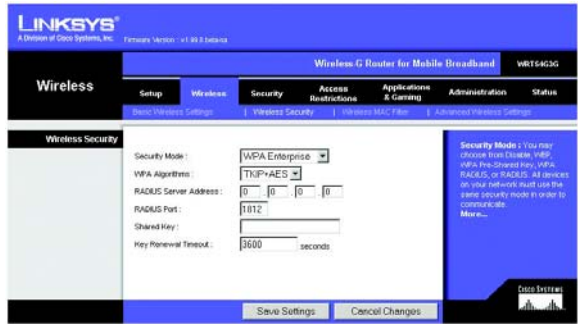 LINKSYS®
A Division of Cisco Systems, Inc.
Wireless-G Router for Mobile Broadband WRT54G3G
Wireless
Setup Wireless Security Access Restrictions Applications & Gaming Administration Status
Basic Wireless Settings | Wireless Security | Wireless MAC Filter | Advanced Wireless Settings
Wireless Security
Security Mode : WPA Enterprise
WPA Algorithms : TKIP+AES
RADIUS Server Address : 0 . 0 . 0 . 0
RADIUS Port : 1812
Shared Key :
Key Renewal Timeout : 3600 seconds
Security Mode : You may
choose from Disable, WEP,
WPA Pre-Shared Key, WPA
RADIUS, or RADIUS. All devices
on your network must use the
same security mode in order to
communicate.
More...
Save Settings Cancel Changes
CISCO SYSTEMS